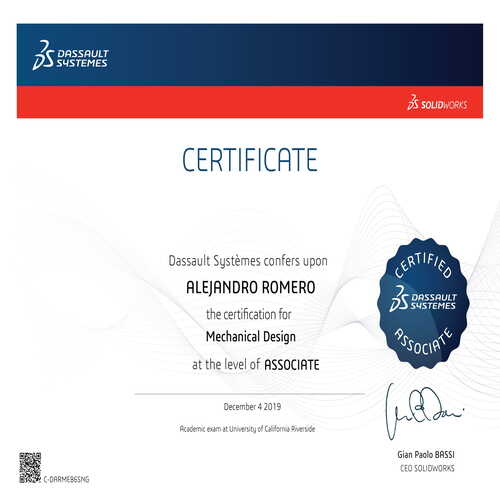 DASSAULT
SYSTEMES
SOLIDWORKS
CERTIFICATE
Dassault Systèmes confers upon
ALEJANDRO ROMERO
the certification for
Mechanical Design
at the level of ASSOCIATE
December 4 2019
Academic exam at University of California Riverside
CERTIFIED
DASSAULT
SYSTEMES
ASSOCIATE
Gian Paolo BASSI
CEO SOLIDWORKS
C-DARMEB6SNG